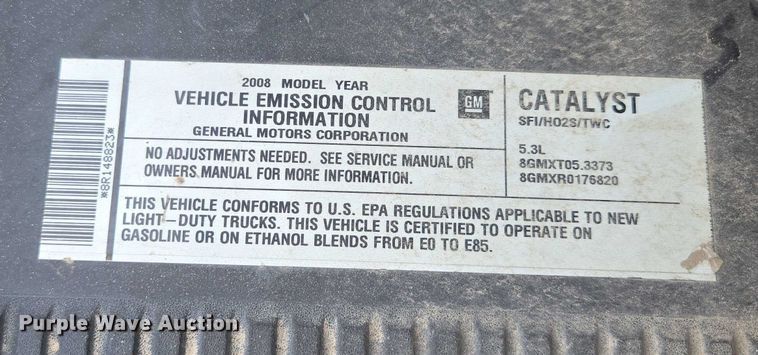 2008 MODEL YEAR
VEHICLE EMISSION CONTROL
INFORMATION
GENERAL MOTORS CORPORATION
GM
CATALYST
SFI/HO2S/TWC
5.3L
8GMXT05.3373
8GMXR0176820
NO ADJUSTMENTS NEEDED. SEE SERVICE MANUAL OR
OWNERS MANUAL FOR MORE INFORMATION.
THIS VEHICLE CONFORMS TO U.S. EPA REGULATIONS APPLICABLE TO NEW
LIGHT-DUTY TRUCKS. THIS VEHICLE IS CERTIFIED TO OPERATE ON
GASOLINE OR ON ETHANOL BLENDS FROM E0 TO E85.
*8R148823*
Purple Wave Auction